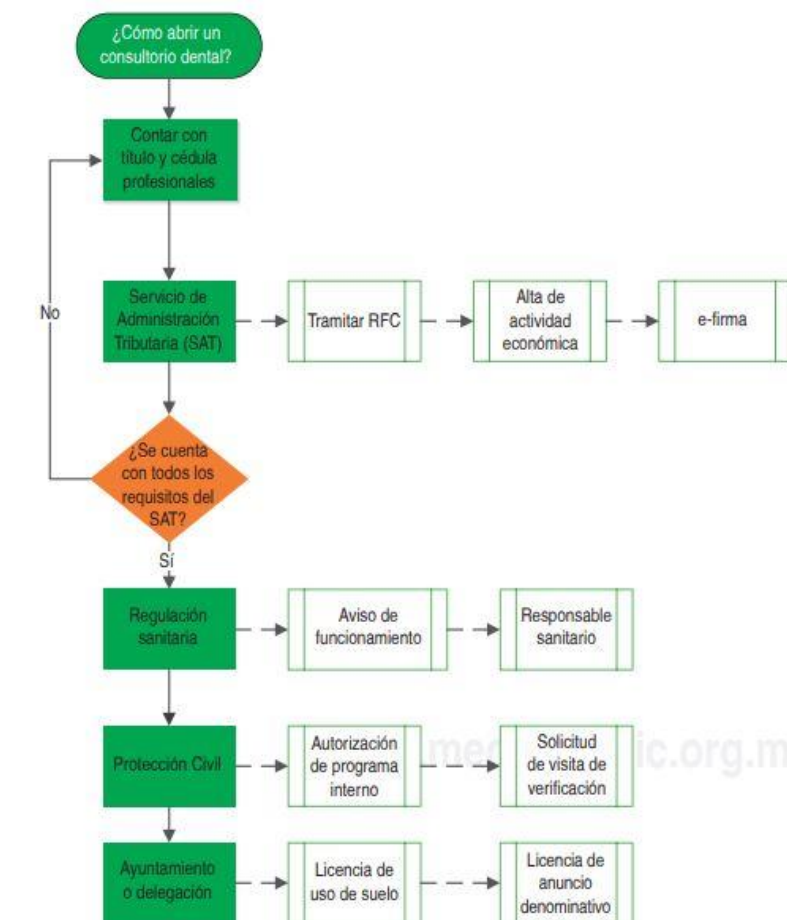 ¿Cómo abrir un
consultorio dental?
Contar con
título y cédula
profesionales
No
Servicio de
Administración
Tributaria (SAT)
Tramitar RFC
Alta de
actividad
económica
e-firma
¿Se cuenta
con todos los
requisitos del
SAT?
Sí
Regulación
sanitaria
Aviso de
funcionamiento
Responsable
sanitario
Protección Civil
Autorización
de programa
interno
Solicitud
de visita de
verificación
Ayuntamiento
o delegación
Licencia de
uso de suelo
Licencia de
anuncio
denominativo